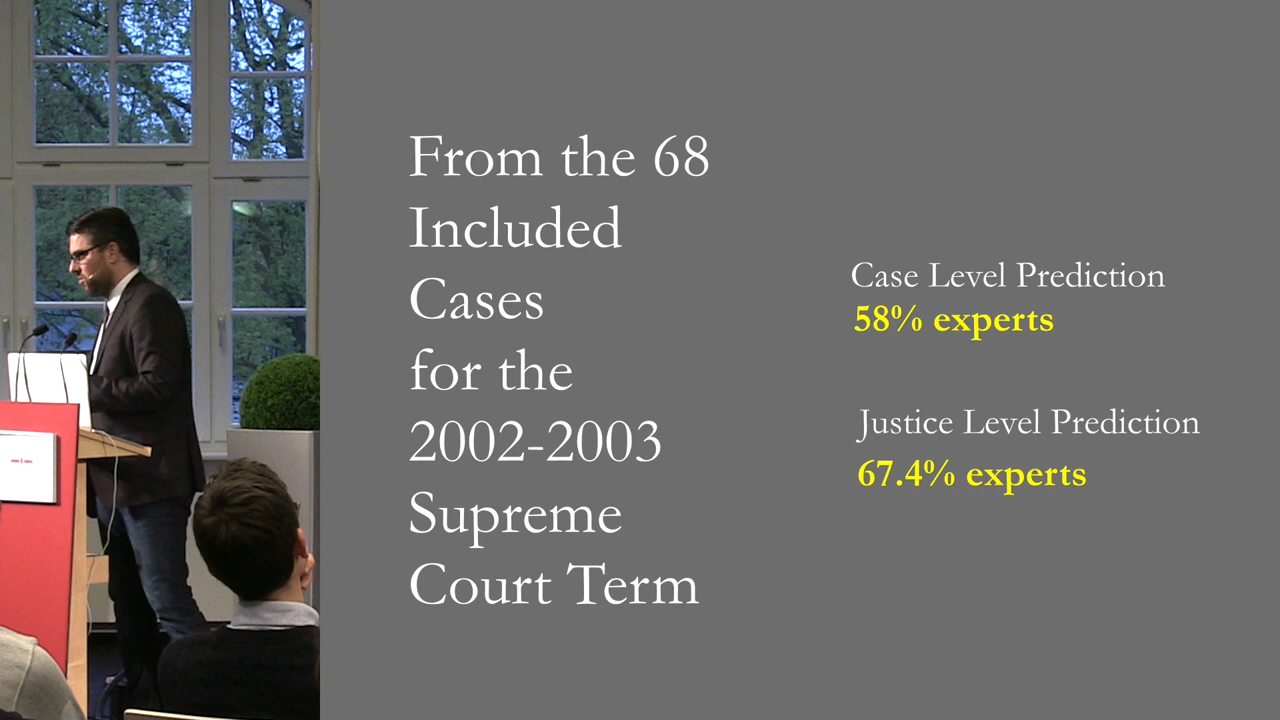 From the 68
Included
Cases
for the
2002-2003
Supreme
Court Term
Case Level Prediction
58% experts
Justice Level Prediction
67.4% experts